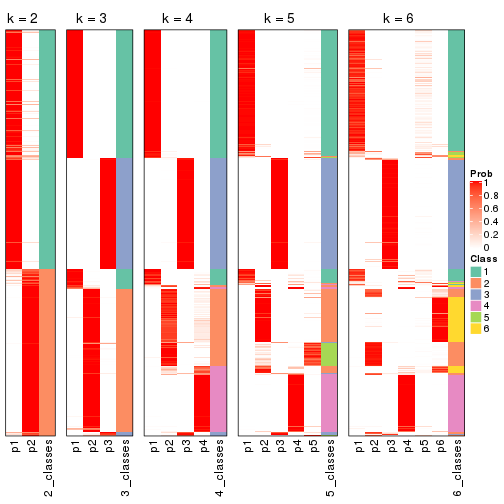 k = 2
k = 3
k = 4
k = 5
k = 6
p1
p2
2_classes
p1
p2
p3
3_classes
p1
p2
p3
p4
4_classes
p1
p2
p3
p4
p5
5_classes
p1
p2
p3
p4
p5
p6
6_classes
Prob
1
0.8
0.6
0.4
0.2
0
Class
1
2
3
4
5
6